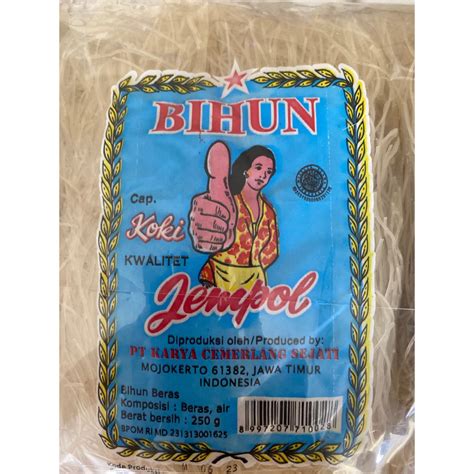 BIHUN
Cap.
Koki
KWALITET
Jempol
Diproduksi oleh/Produced by:
PT KARYA CEMERLANG SEJATI
MOJOKERTO 61382, JAWA TIMUR
INDONESIA
Bihun Beras
Komposisi : Beras, air
Berat bersih : 250 g
BPOM RI MD 231313001625